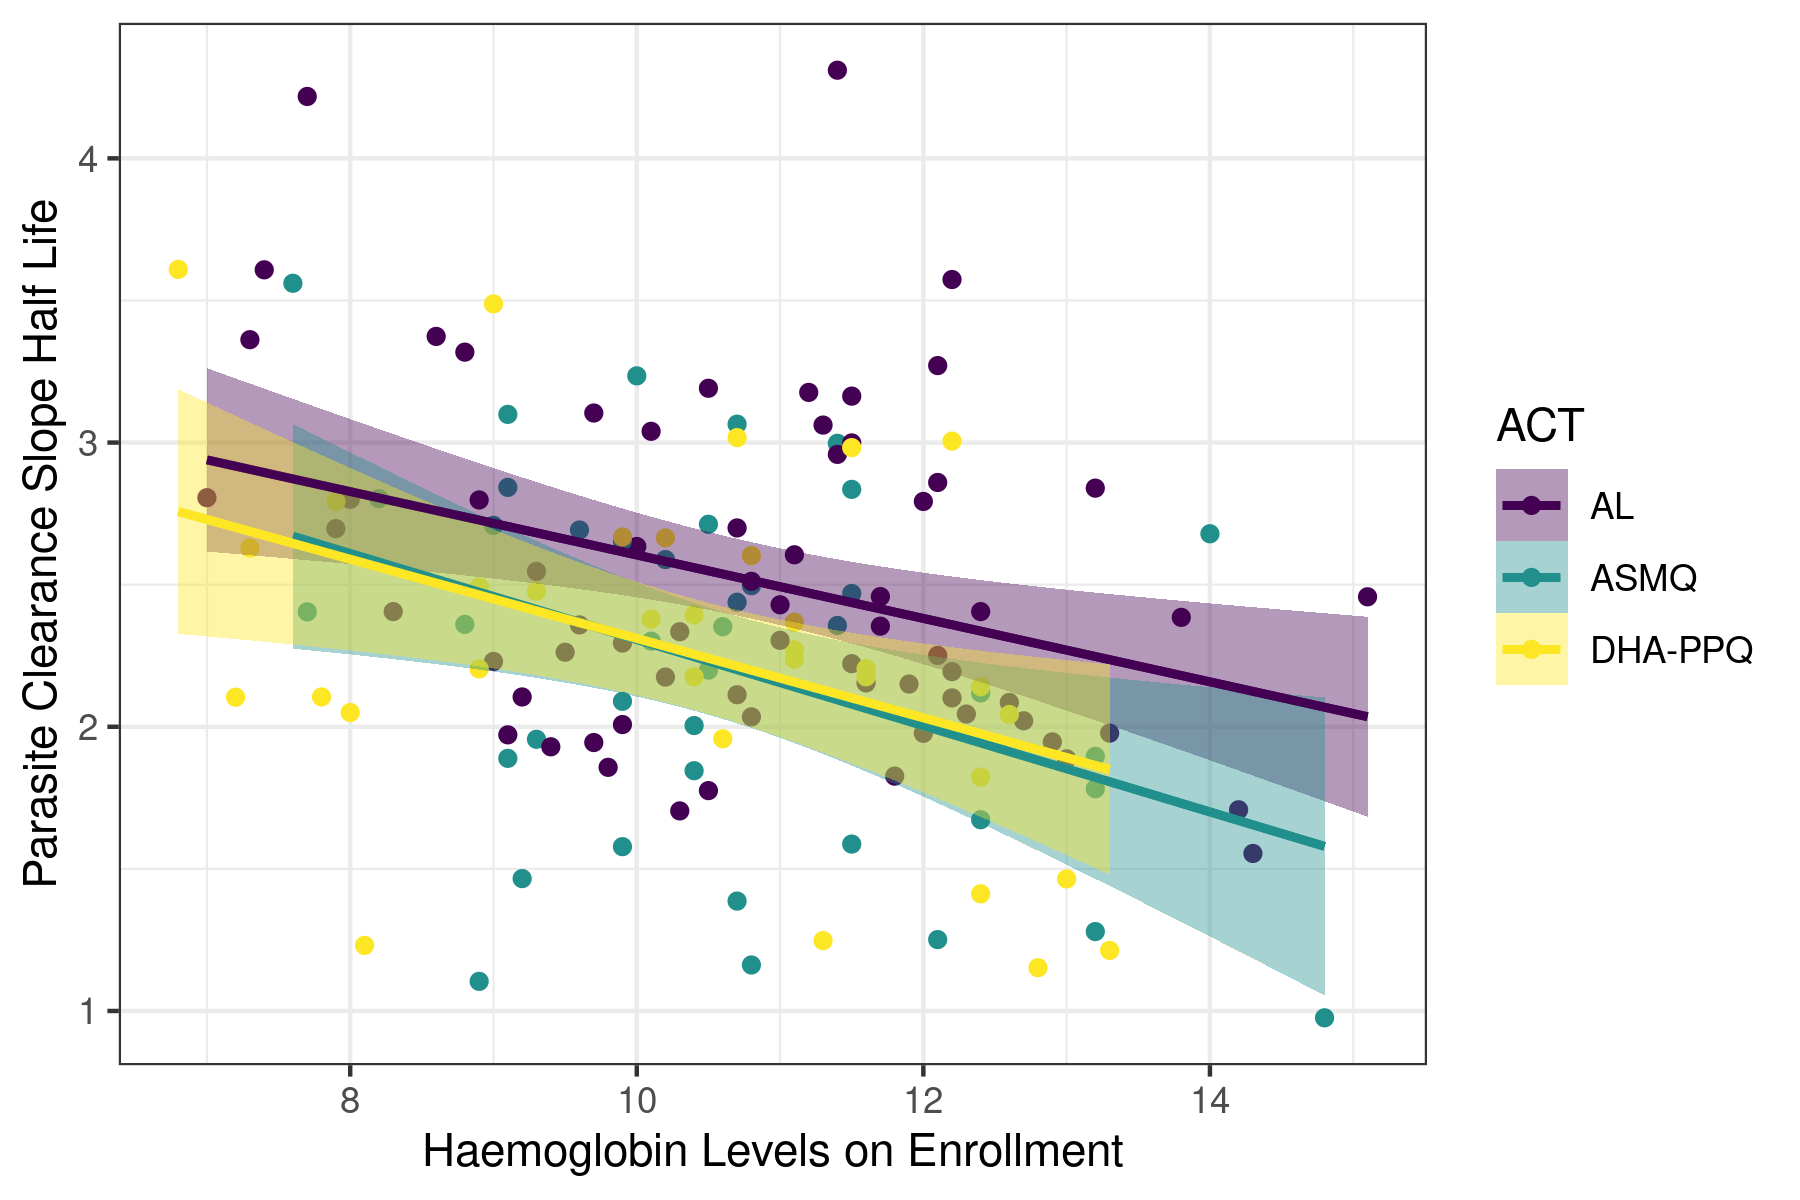 Parasite Clearance Slope Half Life
4
3
2
1
8
10
12
14
Haemoglobin Levels on Enrollment
ACT
AL
ASMQ
DHA-PPQ